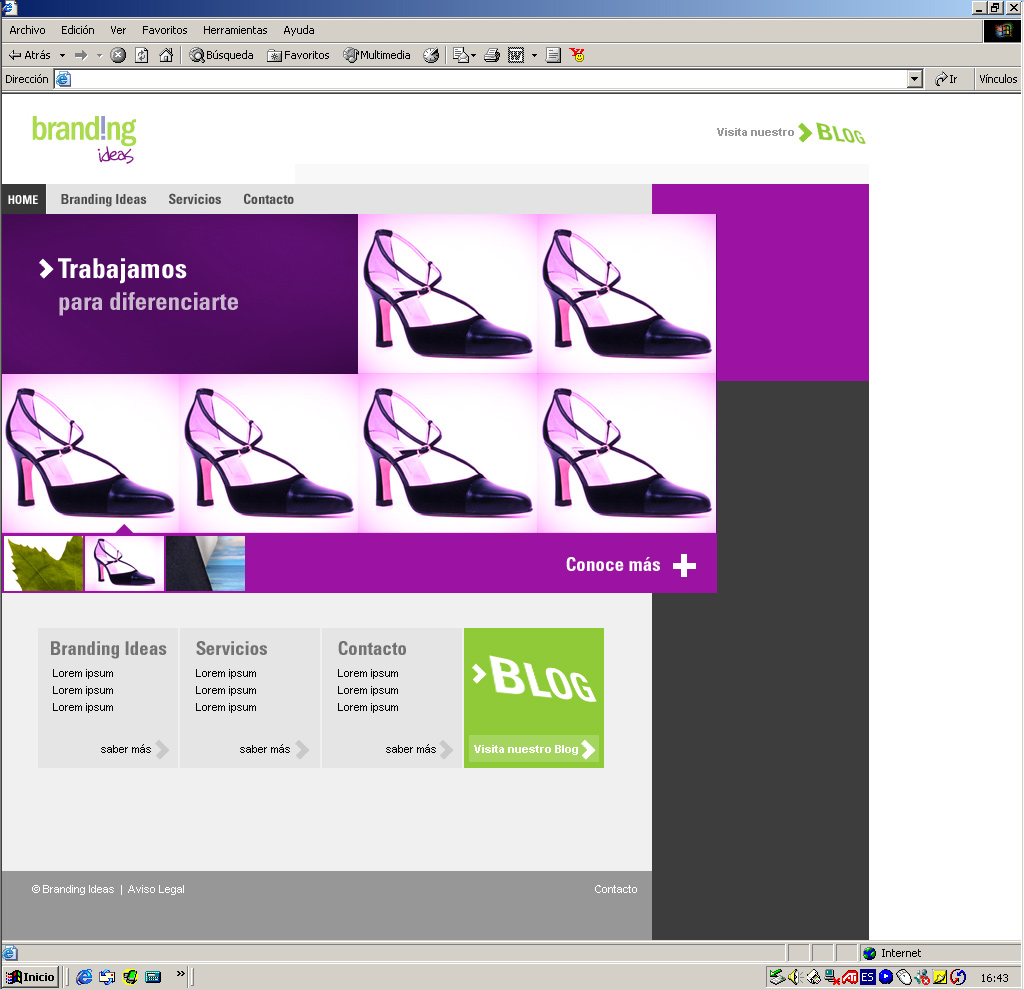 Archivo Edición Ver Favoritos Herramientas Ayuda
Atrás Búsqueda Favoritos Multimedia
Dirección Ir Vínculos
brand!ng
ideas
Visita nuestro BLOG
HOME Branding Ideas Servicios Contacto
Trabajamos
para diferenciarte
Conoce más
Branding Ideas Servicios Contacto
Lorem ipsum Lorem ipsum Lorem ipsum
Lorem ipsum Lorem ipsum Lorem ipsum
Lorem ipsum Lorem ipsum Lorem ipsum
BLOG
saber más saber más saber más Visita nuestro Blog
© Branding Ideas | Aviso Legal Contacto
Internet
Inicio ES 16:43